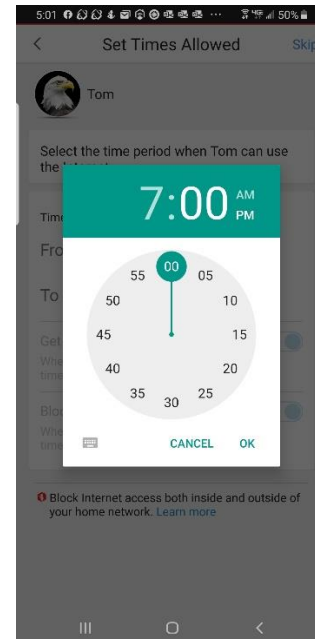 5:01 50%
Set Times Allowed Skip
Tom
Select the time period when Tom can use
the
7:00 AM
PM
00
55 05
50 10
45 15
40 20
35 25
30
To
CANCEL OK
Block Internet access both inside and outside of
your home network. Learn more